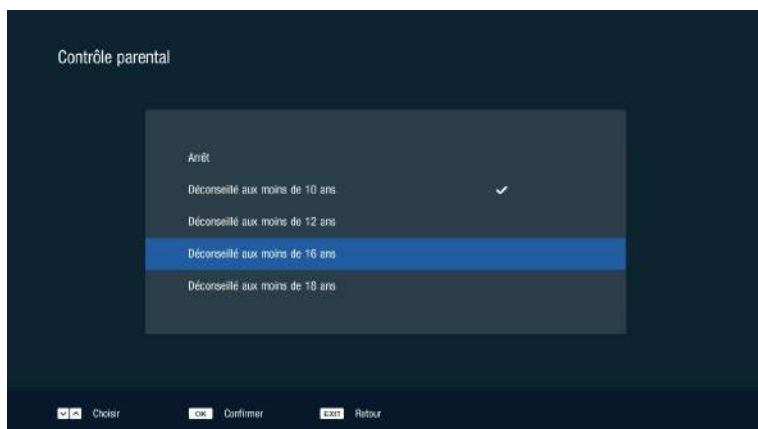 Contrôle parental
Arrêt
Déconseillé aux moins de 10 ans
Déconseillé aux moins de 12 ans
Déconseillé aux moins de 16 ans
Déconseillé aux moins de 18 ans
Choisir OK Confirmer EXIT Retour